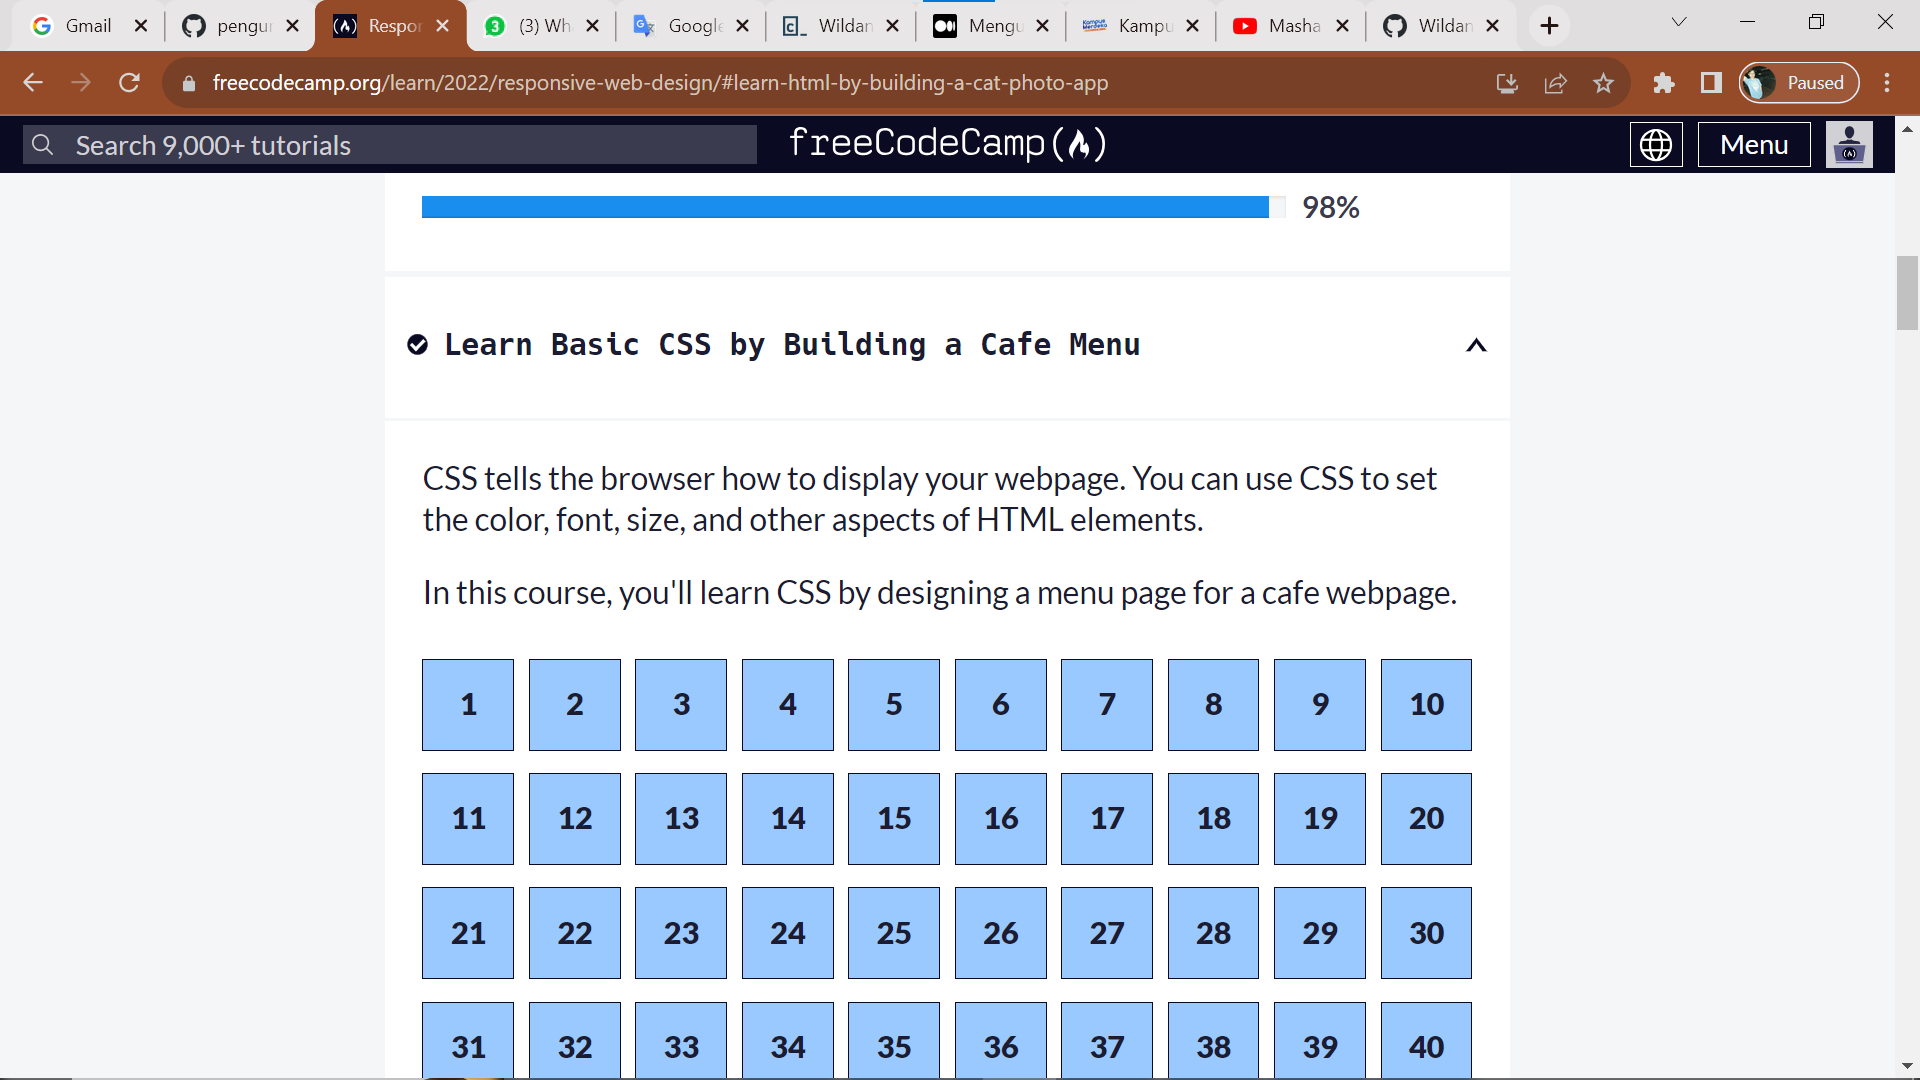 Gmail
pengur
Respor
(3) Wh
Google
Wildan
Mengu
Kampu
Masha
Wildan
freecodecamp.org/learn/2022/responsive-web-design/#learn-html-by-building-a-cat-photo-app
Paused
Search 9,000+ tutorials
freeCodeCamp(
)
Menu
98%
Learn Basic CSS by Building a Cafe Menu
CSS tells the browser how to display your webpage. You can use CSS to set
the color, font, size, and other aspects of HTML elements.
In this course, you'll learn CSS by designing a menu page for a cafe webpage.
1 2 3 4 5 6 7 8 9 10
11 12 13 14 15 16 17 18 19 20
21 22 23 24 25 26 27 28 29 30
31 32 33 34 35 36 37 38 39 40